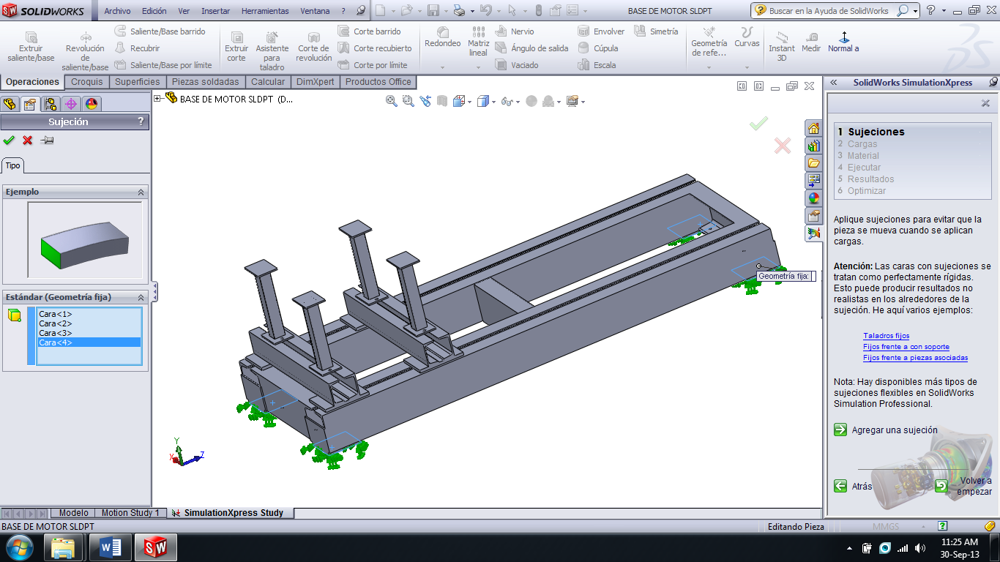 SOLIDWORKS
Archivo Edición Ver Insertar Herramientas Ventana ?
BASE DE MOTOR SLDPT
Buscar en la Ayuda de SolidWorks
Extruir saliente/base
Revolución de saliente/base
Saliente/Base barrido
Recubrir
Saliente/Base por límite
Extruir corte
Asistente para taladro
Corte de revolución
Corte barrido
Corte recubierto
Corte por límite
Redondeo
Matriz lineal
Nervio
Ángulo de salida
Vaciado
Envolver
Cúpula
Escala
Simetría
Geometría de refe...
Curvas
Instant 3D
Medir
Normal a
Operaciones Croquis Superficies Piezas soldadas Calcular DimXpert Productos Office
Sujeción ?
Tipo
Ejemplo
Estándar (Geometría fija)
Cara<1>
Cara<2>
Cara<3>
Cara<4>
BASE DE MOTOR SLDPT (D...
Geometría fija:
Y
X
Z
SolidWorks SimulationXpress
1 Sujeciones
2 Cargas
3 Material
4 Ejecutar
5 Resultados
6 Optimizar
Aplique sujeciones para evitar que la
pieza se mueva cuando se aplican
cargas.
Atención: Las caras con sujeciones se
tratan como perfectamente rígidas.
Esto puede producir resultados no
realistas en los alrededores de la
sujeción. He aquí varios ejemplos:
Taladros fijos
Fijos frente a con soporte
Fijos frente a piezas asociadas
Nota: Hay disponibles más tipos de
sujeciones flexibles en SolidWorks
Simulation Professional.
Agregar una sujeción
Atrás
Volver a
empezar
Modelo Motion Study 1 SimulationXpress Study
BASE DE MOTOR SLDPT
Editando Pieza
MMGS
?
W
SW
11:25 AM
30-Sep-13